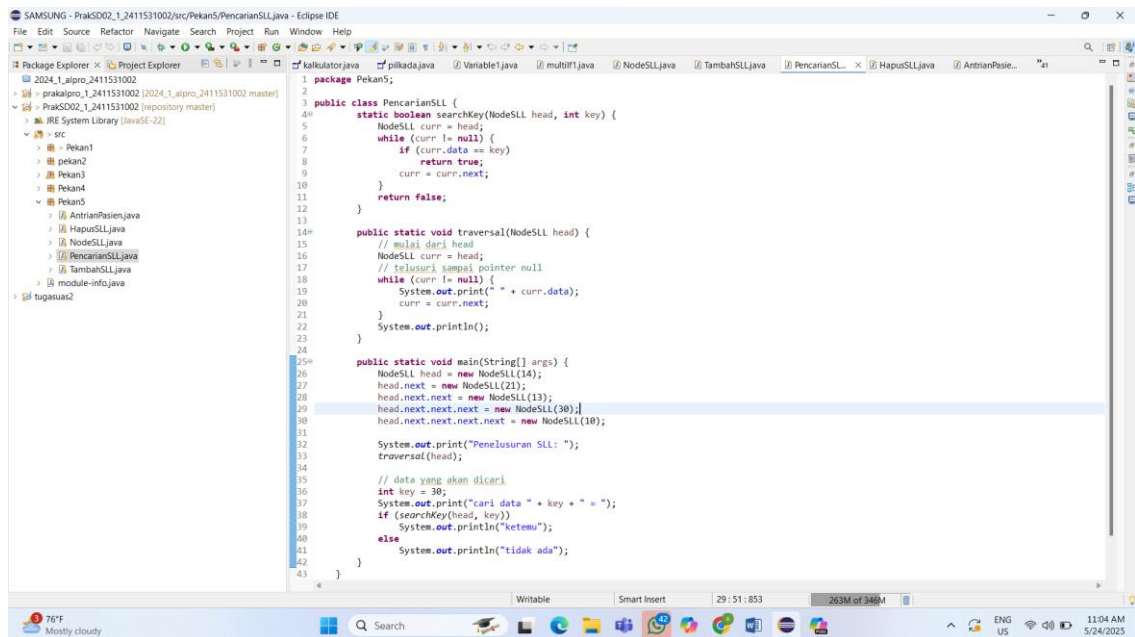 SAMSUNG - PrakSD02_1_2411531002/src/Pekan5/PencarianSLL.java - Eclipse IDE
File Edit Source Refactor Navigate Search Project Run Window Help
Package Explorer Project Explorer
kalkulator.java pilkada.java Variable1.java multiIf1.java NodeSLL.java TambahSLL.java PencarianSL... HapusSLL.java AntrianPasie... 41
2024_1_alpro_2411531002
> prakalpro_1_2411531002 [2024_1_alpro_2411531002 master]
> PrakSD02_1_2411531002 [repository master]
JRE System Library [JavaSE-22]
> src
> Pekan1
pekan2
Pekan3
Pekan4
Pekan5
AntrianPasien.java
HapusSLL.java
NodeSLL.java
PencarianSLL.java
TambahSLL.java
module-info.java
tugasuas2
1 package Pekan5;
2
3 public class PencarianSLL {
4 static boolean searchKey(NodeSLL head, int key) {
5 NodeSLL curr = head;
6 while (curr != null) {
7 if (curr.data == key)
8 return true;
9 curr = curr.next;
10 }
11 return false;
12 }
13
14 public static void traversal(NodeSLL head) {
15 // mulai dari head
16 NodeSLL curr = head;
17 // telusuri sampai pointer null
18 while (curr != null) {
19 System.out.print(" " + curr.data);
20 curr = curr.next;
21 }
22 System.out.println();
23 }
24
25 public static void main(String[] args) {
26 NodeSLL head = new NodeSLL(14);
27 head.next = new NodeSLL(21);
28 head.next.next = new NodeSLL(13);
29 head.next.next.next = new NodeSLL(30);
30 head.next.next.next.next = new NodeSLL(10);
31
32 System.out.print("Penelusuran SLL: ");
33 traversal(head);
34
35 // data yang akan dicari
36 int key = 30;
37 System.out.print("cari data " + key + " = ");
38 if (searchKey(head, key))
39 System.out.println("ketemu");
40 else
41 System.out.println("tidak ada");
42 }
43 }
Writable Smart Insert 29 : 51 : 853 263M of 346M
3 76°F
Mostly cloudy
Search
42
ENG
US
11:04 AM
5/24/2025